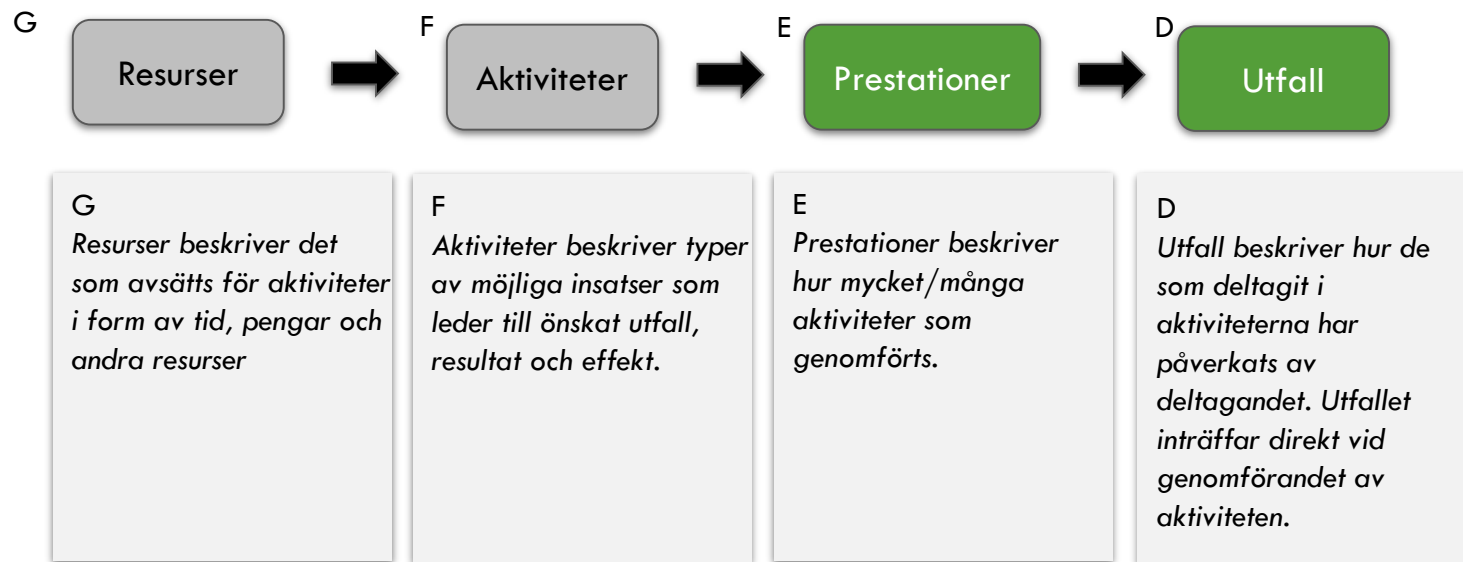 G
Resurser
F
Aktiviteter
E
Prestationer
D
Utfall
G
Resurser beskriver det
som avsätts för aktiviteter
i form av tid, pengar och
andra resurser
F
Aktiviteter beskriver typer
av möjliga insatser som
leder till önskat utfall,
resultat och effekt.
E
Prestationer beskriver
hur mycket/många
aktiviteter som
genomförts.
D
Utfall beskriver hur de
som deltagit i
aktiviteterna har
påverkats av
deltagandet. Utfallet
inträffar direkt vid
genomförandet av
aktiviteten.